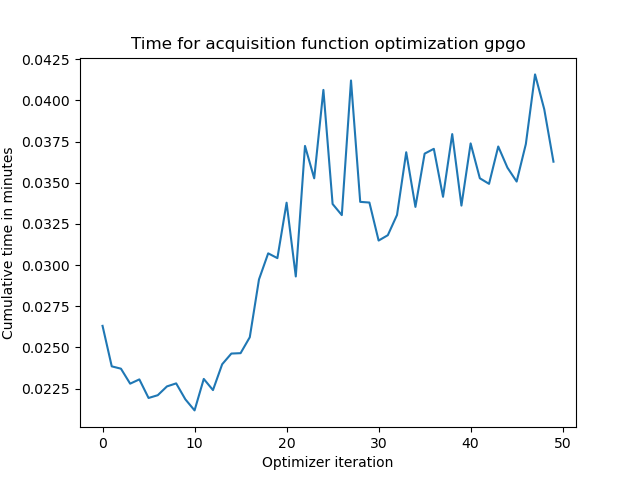 Time for acquisition function optimization gpgo
Cumulative time in minutes
0.0425
0.0400
0.0375
0.0350
0.0325
0.0300
0.0275
0.0250
0.0225
0 10 20 30 40 50
Optimizer iteration